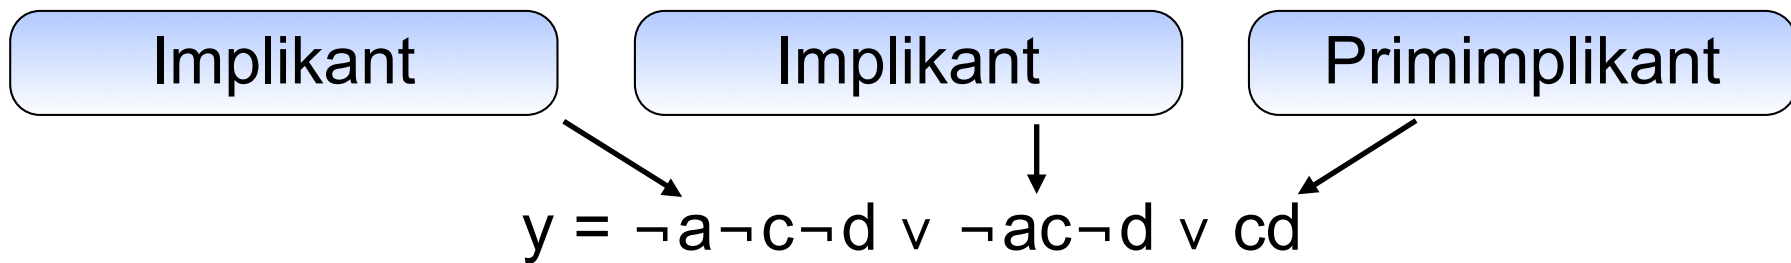 Implikant Implikant Primimplikant
y = ¬a¬c¬d ∨ ¬ac¬d ∨ cd